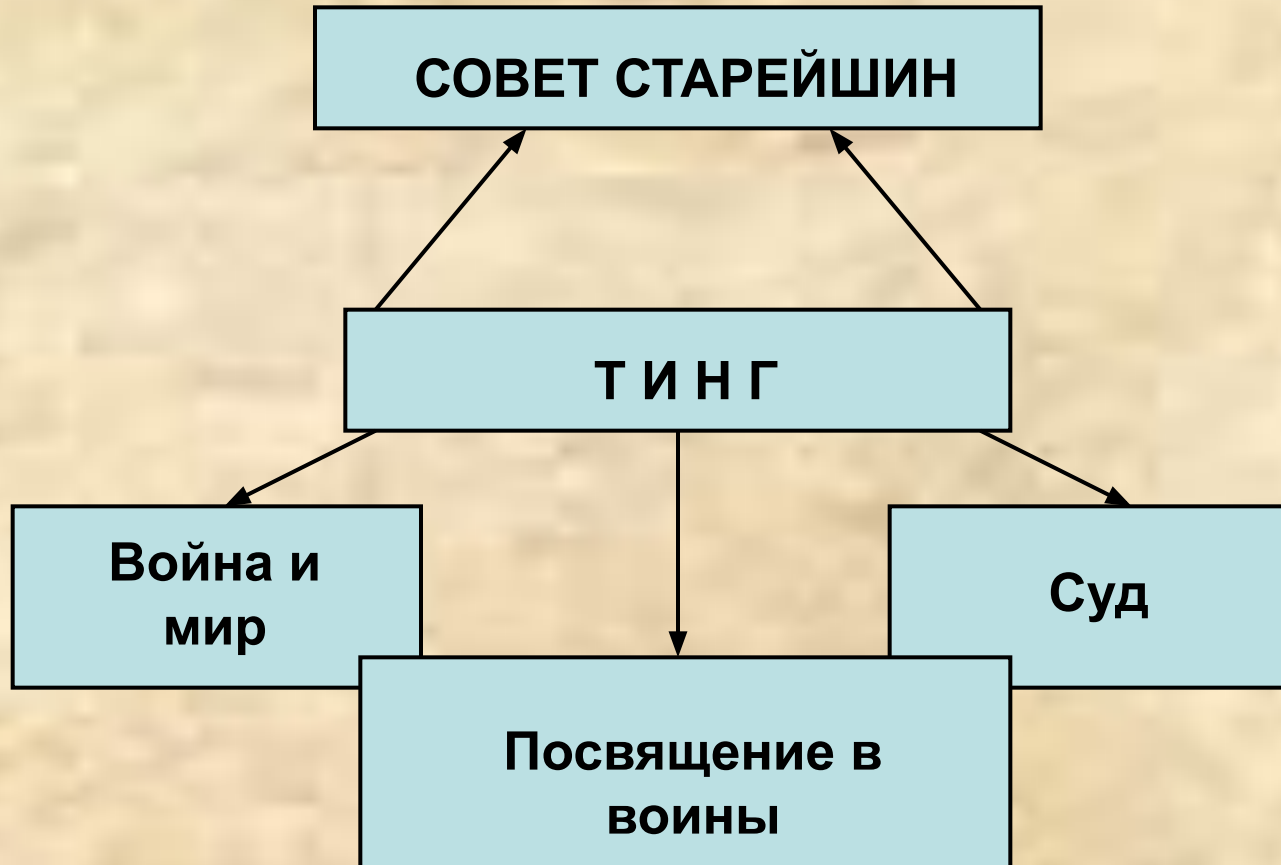 СОВЕТ СТАРЕЙШИН
Т И Н Г
Война и
мир
Суд
Посвящение в
воины